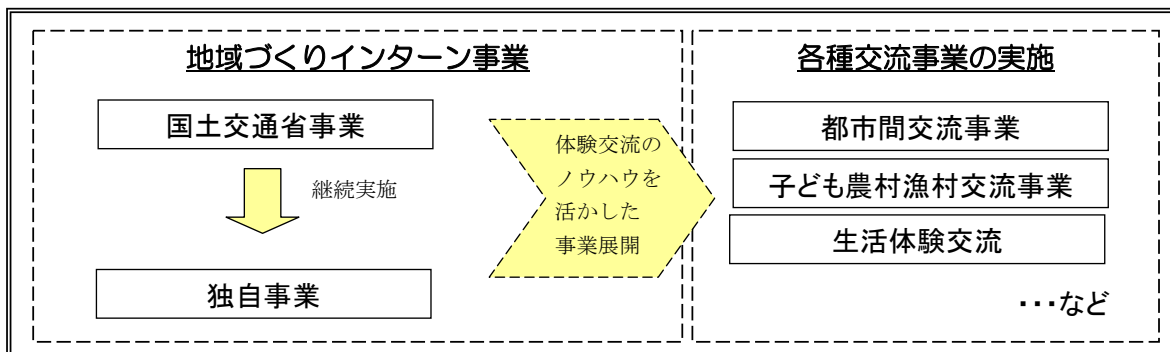 地域づくりインターン事業
国土交通省事業
継続実施
独自事業
体験交流の
ノウハウを
活かした
事業展開
各種交流事業の実施
都市間交流事業
子ども農村漁村交流事業
生活体験交流
・・・など